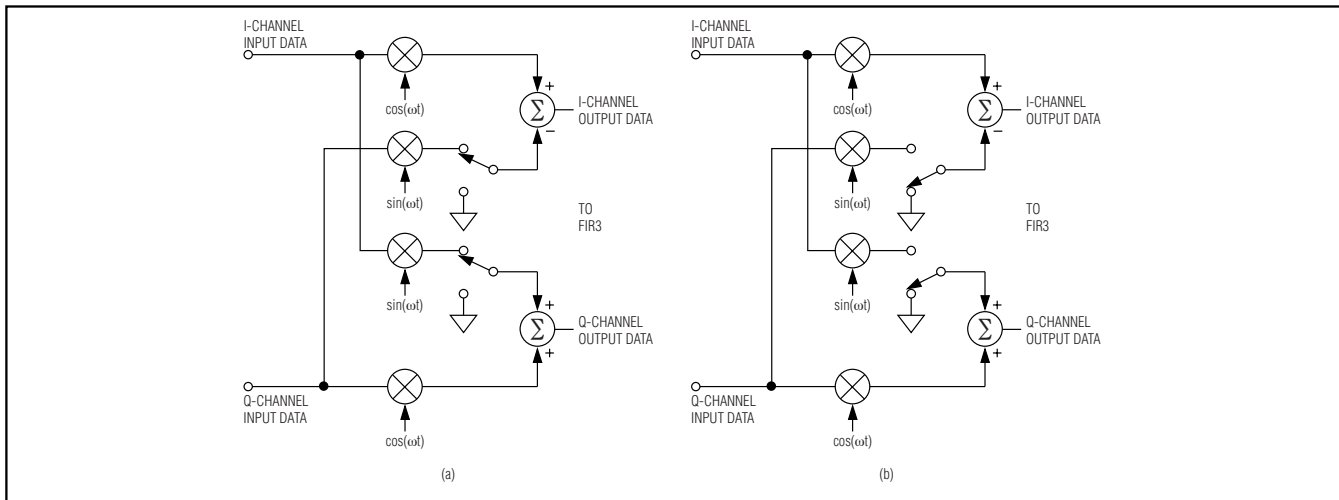 I-CHANNEL
INPUT DATA
cos(ωt)
+
Σ
−
I-CHANNEL
OUTPUT DATA
sin(ωt)
TO
FIR3
sin(ωt)
+
Σ
+
Q-CHANNEL
OUTPUT DATA
Q-CHANNEL
INPUT DATA
cos(ωt)
(a)
I-CHANNEL
INPUT DATA
cos(ωt)
+
Σ
−
I-CHANNEL
OUTPUT DATA
sin(ωt)
TO
FIR3
sin(ωt)
+
Σ
+
Q-CHANNEL
OUTPUT DATA
Q-CHANNEL
INPUT DATA
cos(ωt)
(b)